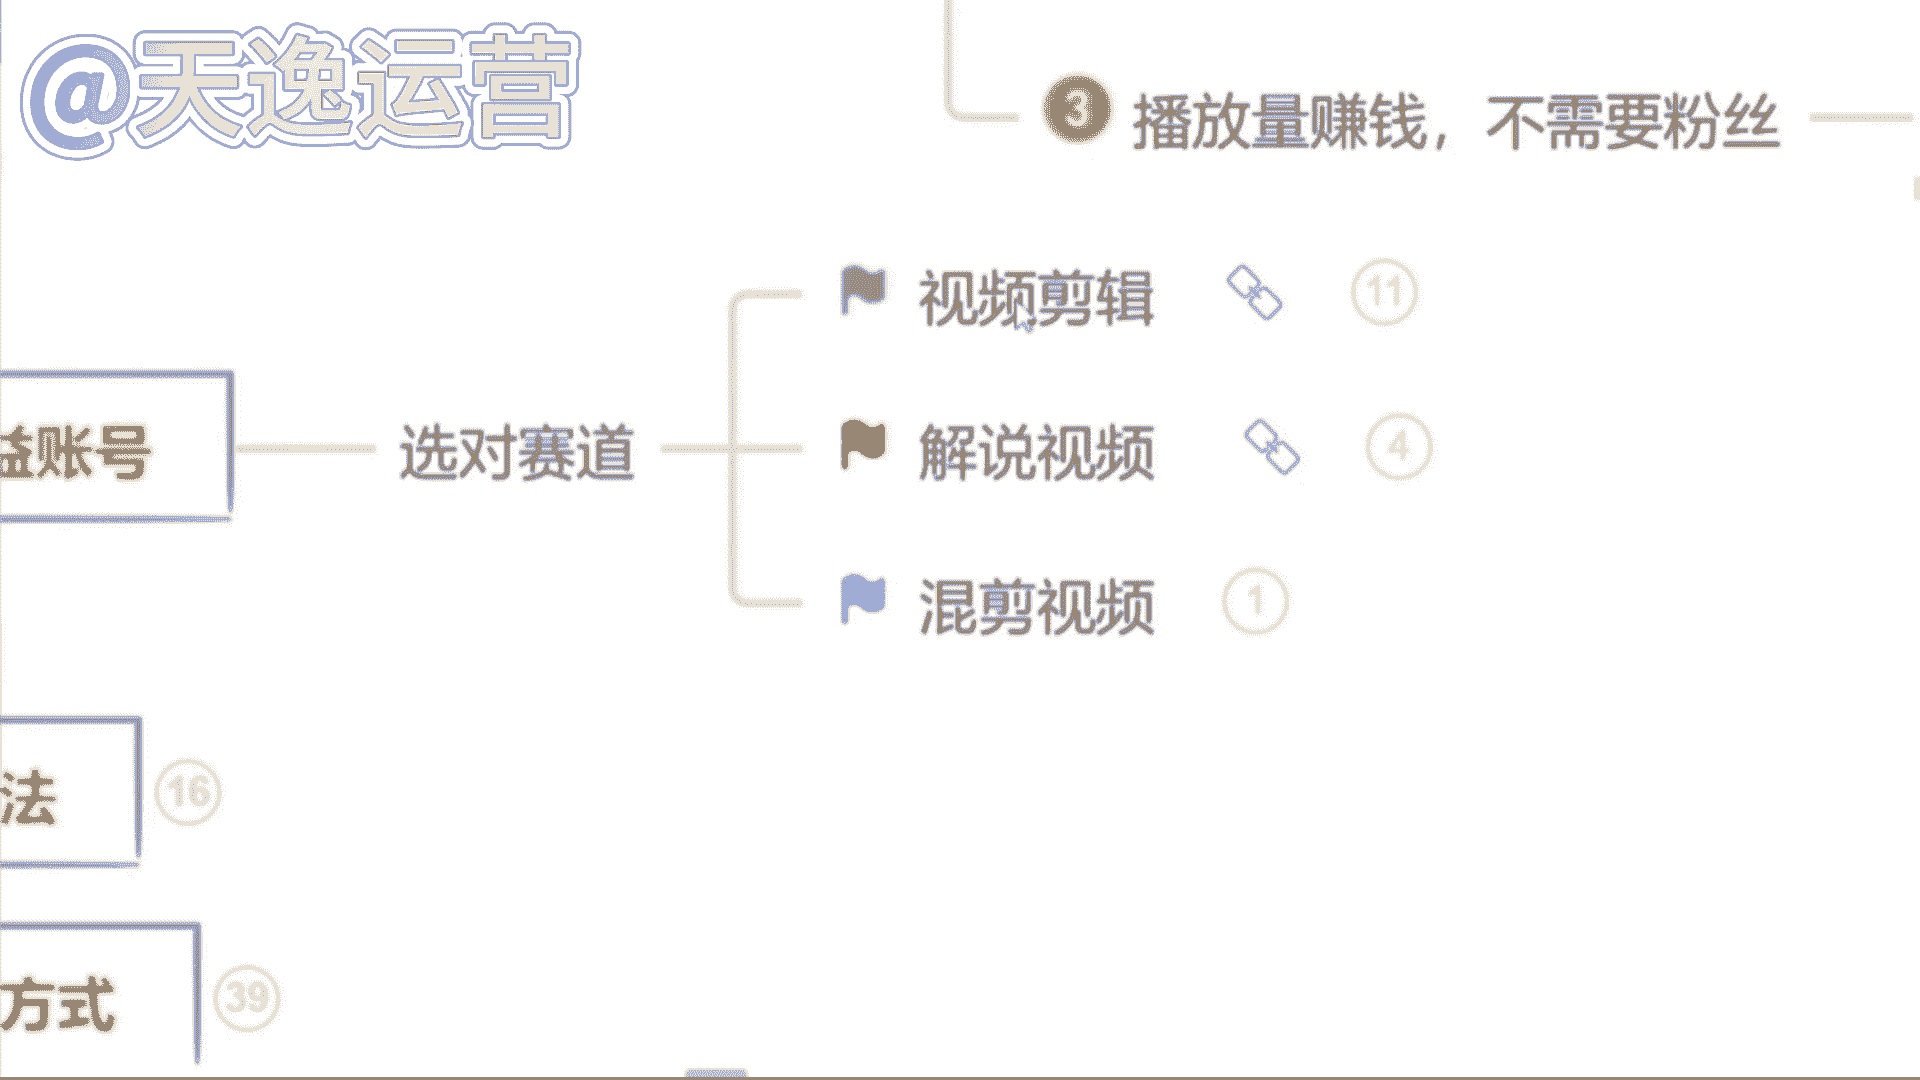 @天逸运营
3 播放量赚钱，不需要粉丝
视频剪辑 11
益账号
选对赛道
解说视频 4
混剪视频 1
法 16
方式 39